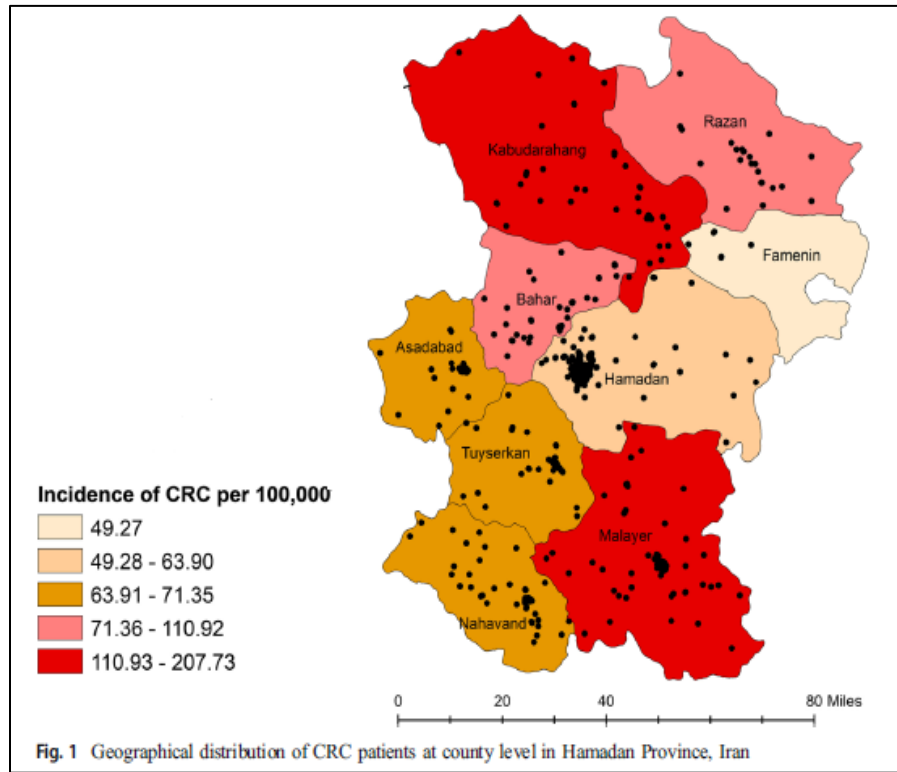 Razan
Kabudarahang
Famenin
Bahar
Asadabad
Hamadan
Tuyserkan
Incidence of CRC per 100,000
49.27
49.28 - 63.90
63.91 - 71.35
71.36 - 110.92
110.93 - 207.73
Malayer
Nahavand
0 20 40 80 Miles
Fig. 1 Geographical distribution of CRC patients at county level in Hamadan Province, Iran